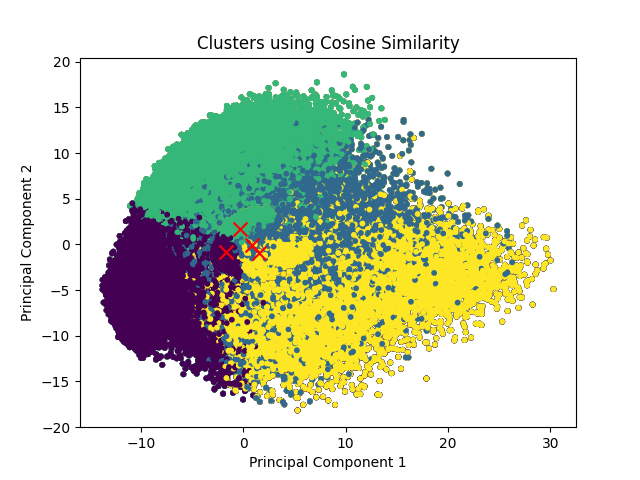 Clusters using Cosine Similarity
20
15
10
5
0
−5
−10
−15
−20
Principal Component 2
−10 0 10 20 30
Principal Component 1